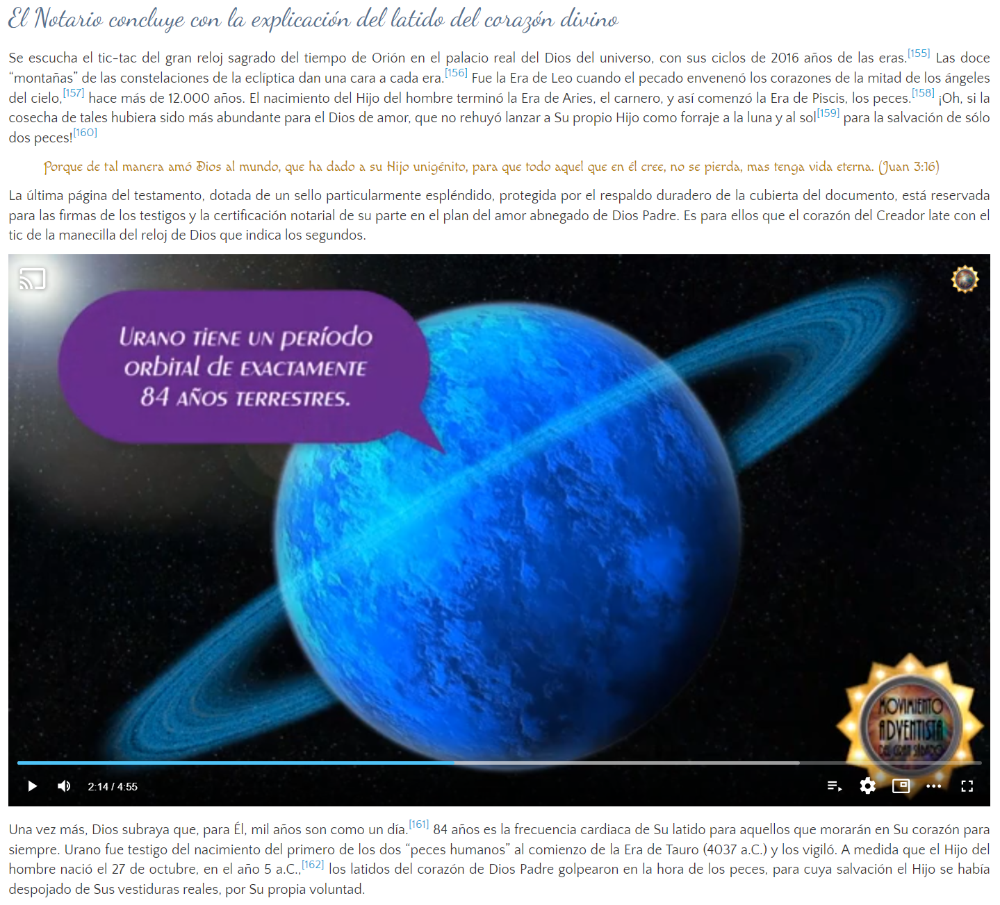 El Notario concluye con la explicación del latido del corazón divino
Se escucha el tic-tac del gran reloj sagrado del tiempo de Orión en el palacio real del Dios del universo, con sus ciclos de 2016 años de las eras.[155] Las doce
“montañas” de las constelaciones de la eclíptica dan una cara a cada era.[156] Fue la Era de Leo cuando el pecado envenenó los corazones de la mitad de los ángeles
del cielo,[157] hace más de 12.000 años. El nacimiento del Hijo del hombre terminó la Era de Aries, el carnero, y así comenzó la Era de Piscis, los peces.[158] ¡Oh, si la
cosecha de tales hubiera sido más abundante para el Dios de amor, que no rehuyó lanzar a Su propio Hijo como forraje a la luna y al sol[159] para la salvación de sólo
dos peces![160]
Porque de tal manera amó Dios al mundo, que ha dado a su Hijo unigénito, para que todo aquel que en él cree, no se pierda, mas tenga vida eterna. (Juan 3:16)
La última página del testamento, dotada de un sello particularmente espléndido, protegida por el respaldo duradero de la cubierta del documento, está reservada
para las firmas de los testigos y la certificación notarial de su parte en el plan del amor abnegado de Dios Padre. Es para ellos que el corazón del Creador late con el
tic de la manecilla del reloj de Dios que indica los segundos.
Urano tiene un período
orbital de exactamente
84 años terrestres.
MOVIMIENTO
ADVENTISTA
DEL GRAN SÁBADO
2:14 / 4:55
Una vez más, Dios subraya que, para Él, mil años son como un día.[161] 84 años es la frecuencia cardiaca de Su latido para aquellos que morarán en Su corazón para
siempre. Urano fue testigo del nacimiento del primero de los dos “peces humanos” al comienzo de la Era de Tauro (4037 a.C.) y los vigiló. A medida que el Hijo del
hombre nació el 27 de octubre, en el año 5 a.C.,[162] los latidos del corazón de Dios Padre golpearon en la hora de los peces, para cuya salvación el Hijo se había
despojado de Sus vestiduras reales, por Su propia voluntad.